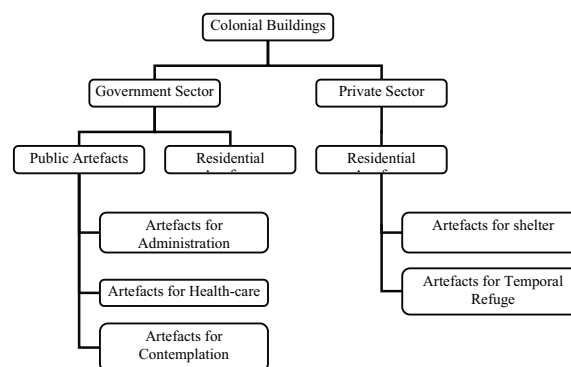 Colonial Buildings
Government Sector
Private Sector
Public Artefacts
Residential
Residential
Artefacts for
Administration
Artefacts for shelter
Artefacts for Health-care
Artefacts for Temporal
Refuge
Artefacts for
Contemplation